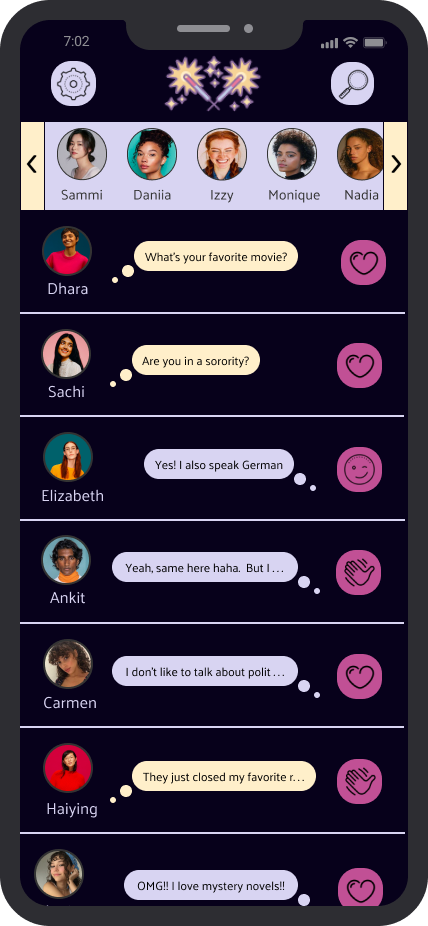 7:02
Sammi
Daniia
Izzy
Monique
Nadia
What's your favorite movie?
Dhara
Are you in a sorority?
Sachi
Yes! I also speak German
Elizabeth
Yeah, same here haha. But I ...
Ankit
I don't like to talk about polit ...
Carmen
They just closed my favorite r...
Haiying
OMG!! I love mystery novels!!